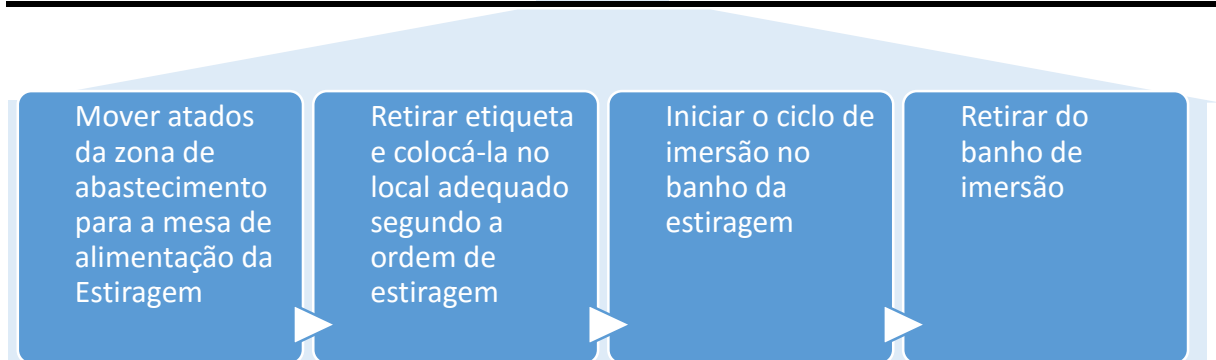 Mover atados
da zona de
abastecimento
para a mesa de
alimentação da
Estiragem
Retirar etiqueta
e colocá-la no
local adequado
segundo a
ordem de
estiragem
Iniciar o ciclo de
imersão no
banho da
estiragem
Retirar do
banho de
imersão